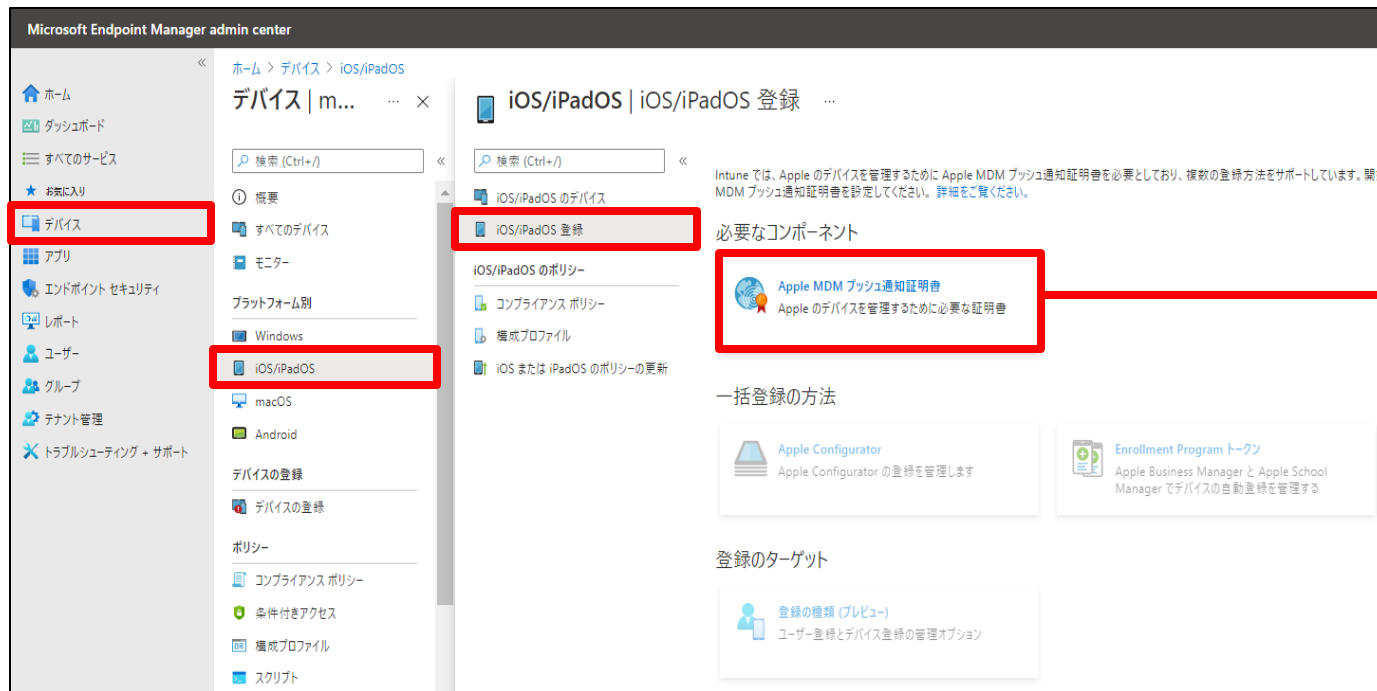 Microsoft Endpoint Manager admin center
«
ホーム
ダッシュボード
すべてのサービス
お気に入り
デバイス
アプリ
エンドポイント セキュリティ
レポート
ユーザー
グループ
テナント管理
トラブルシューティング + サポート
ホーム > デバイス > iOS/iPadOS
デバイス | m... ... ×
検索 (Ctrl+/) «
概要
すべてのデバイス
モニター
プラットフォーム別
Windows
iOS/iPadOS
macOS
Android
デバイスの登録
デバイスの登録
ポリシー
コンプライアンス ポリシー
条件付きアクセス
構成プロファイル
スクリプト
iOS/iPadOS | iOS/iPadOS 登録 ...
検索 (Ctrl+/) «
iOS/iPadOS のデバイス
iOS/iPadOS 登録
iOS/iPadOS のポリシー
コンプライアンス ポリシー
構成プロファイル
iOS または iPadOS のポリシーの更新
Intune では、Apple のデバイスを管理するために Apple MDM プッシュ通知証明書を必要としており、複数の登録方法をサポートしています。開
MDM プッシュ通知証明書を設定してください。 詳細をご覧ください。
必要なコンポーネント
Apple MDM プッシュ通知証明書
Apple のデバイスを管理するために必要な証明書
一括登録の方法
Apple Configurator
Apple Configurator の登録を管理します
Enrollment Program トークン
Apple Business Manager と Apple School
Manager でデバイスの自動登録を管理する
登録のターゲット
登録の種類 (プレビュー)
ユーザー登録とデバイス登録の管理オプション